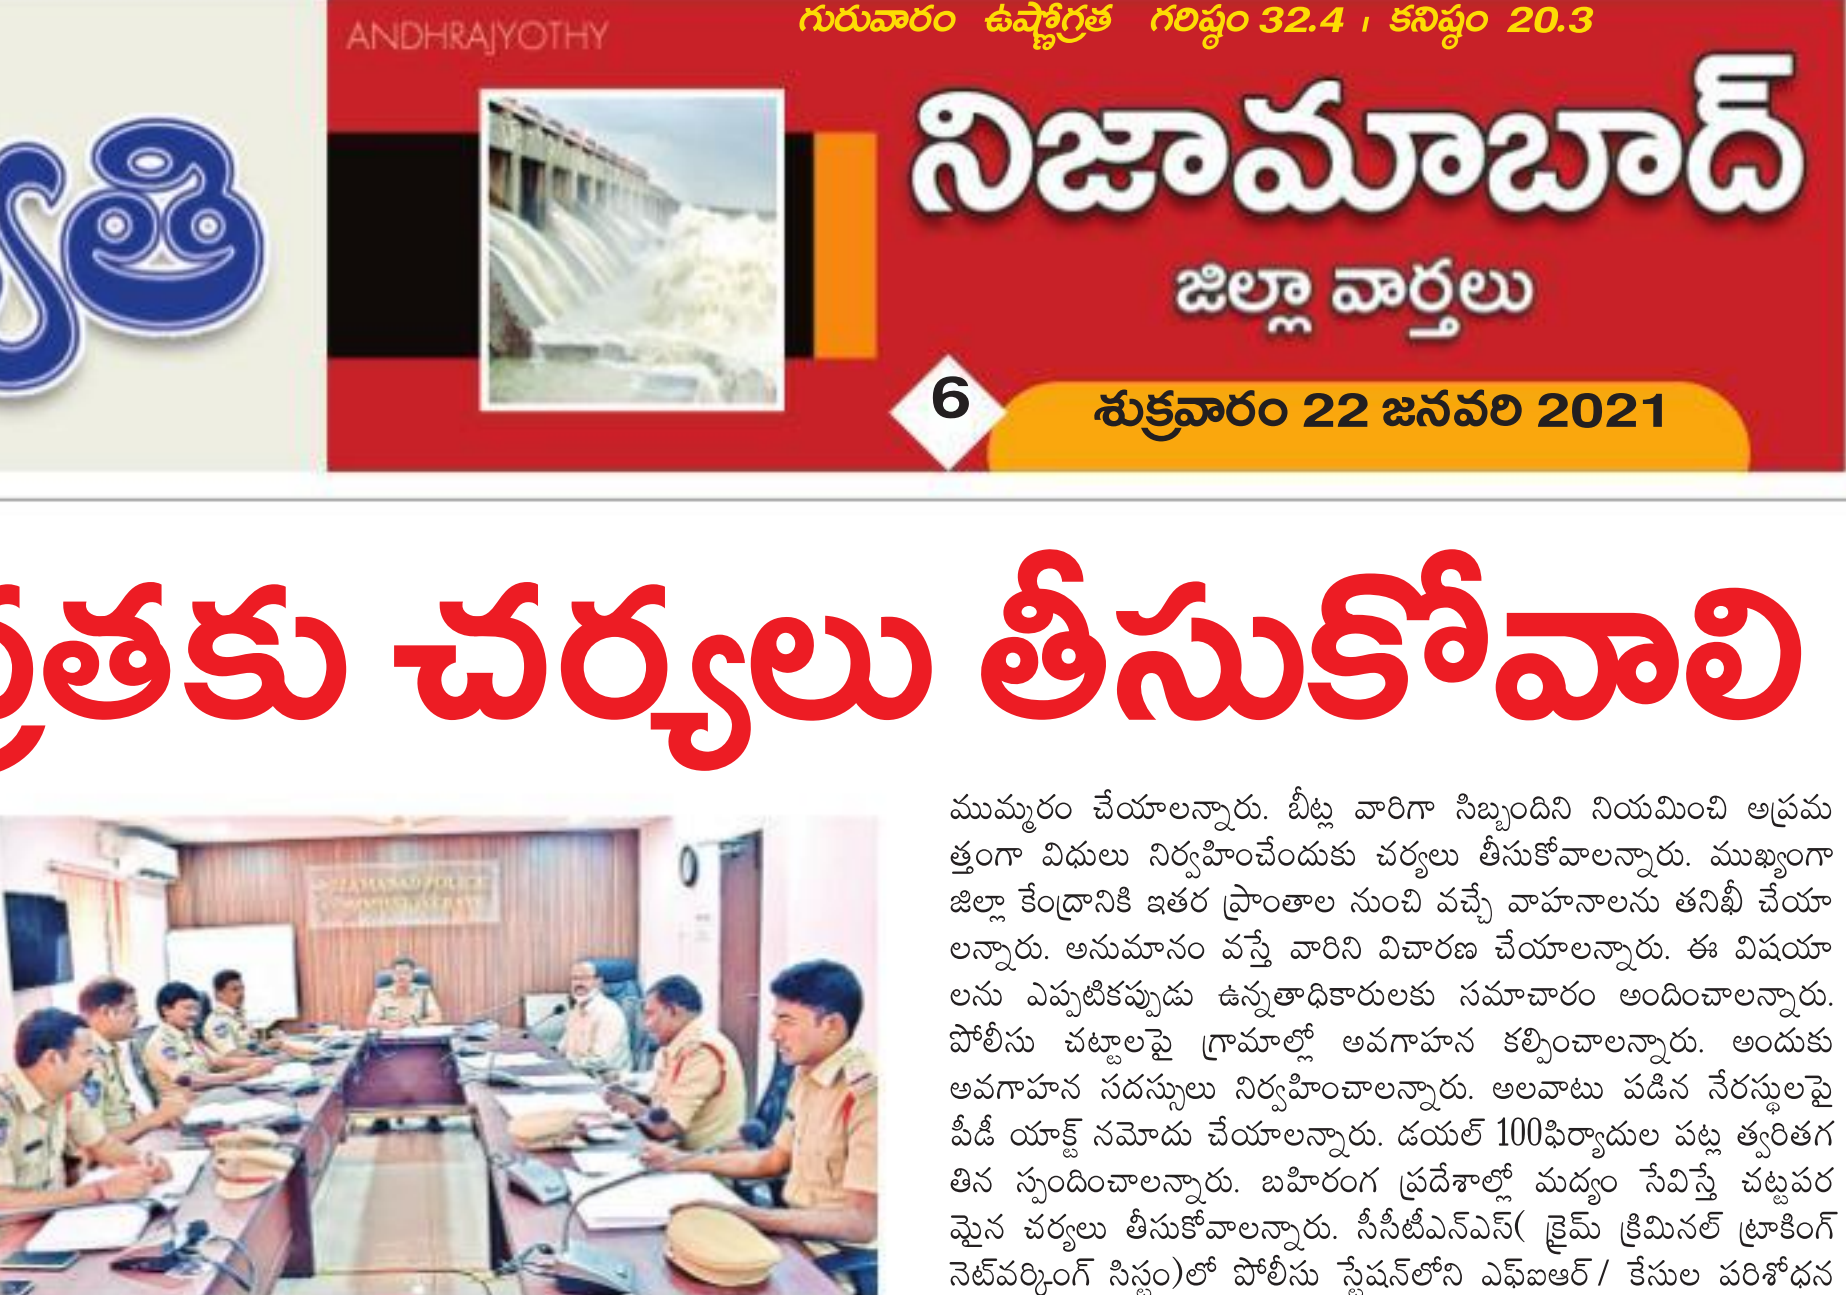 ANDHRAJYOTHY
గురువారం ఉష్ణోగ్రత గరిష్ఠం 32.4 । కనిష్ఠం 20.3
నిజామాబాద్
జిల్లా వార్తలు
6
శుక్రవారం 22 జనవరి 2021
చర్యలు తీసుకోవాలి
ముమ్మరం చేయాలన్నారు. బీట్ల వారిగా సిబ్బందిని నియమించి అప్రమ
త్తంగా విధులు నిర్వహించేందుకు చర్యలు తీసుకోవాలన్నారు. ముఖ్యంగా
జిల్లా కేంద్రానికి ఇతర ప్రాంతాల నుంచి వచ్చే వాహనాలను తనిఖీ చేయా
లన్నారు. అనుమానం వస్తే వారిని విచారణ చేయాలన్నారు. ఈ విషయా
లను ఎప్పటికప్పుడు ఉన్నతాధికారులకు సమాచారం అందించాలన్నారు.
పోలీసు చట్టాలపై గ్రామాల్లో అవగాహన కల్పించాలన్నారు. అందుకు
అవగాహన సదస్సులు నిర్వహించాలన్నారు. అలవాటు పడిన నేరస్థులపై
పీడీ యాక్ట్ నమోదు చేయాలన్నారు. డయల్ 100ఫిర్యాదుల పట్ల త్వరితగ
తిన స్పందించాలన్నారు. బహిరంగ ప్రదేశాల్లో మద్యం సేవిస్తే చట్టపర
మైన చర్యలు తీసుకోవాలన్నారు. సీసీటీఎన్ఎస్( క్రైమ్ క్రిమినల్ ట్రాకింగ్
నెట్‌వర్కింగ్ సిస్టం)లో పోలీసు స్టేషన్‌లోని ఎఫ్ఐఆర్ / కేసుల పరిశోధన